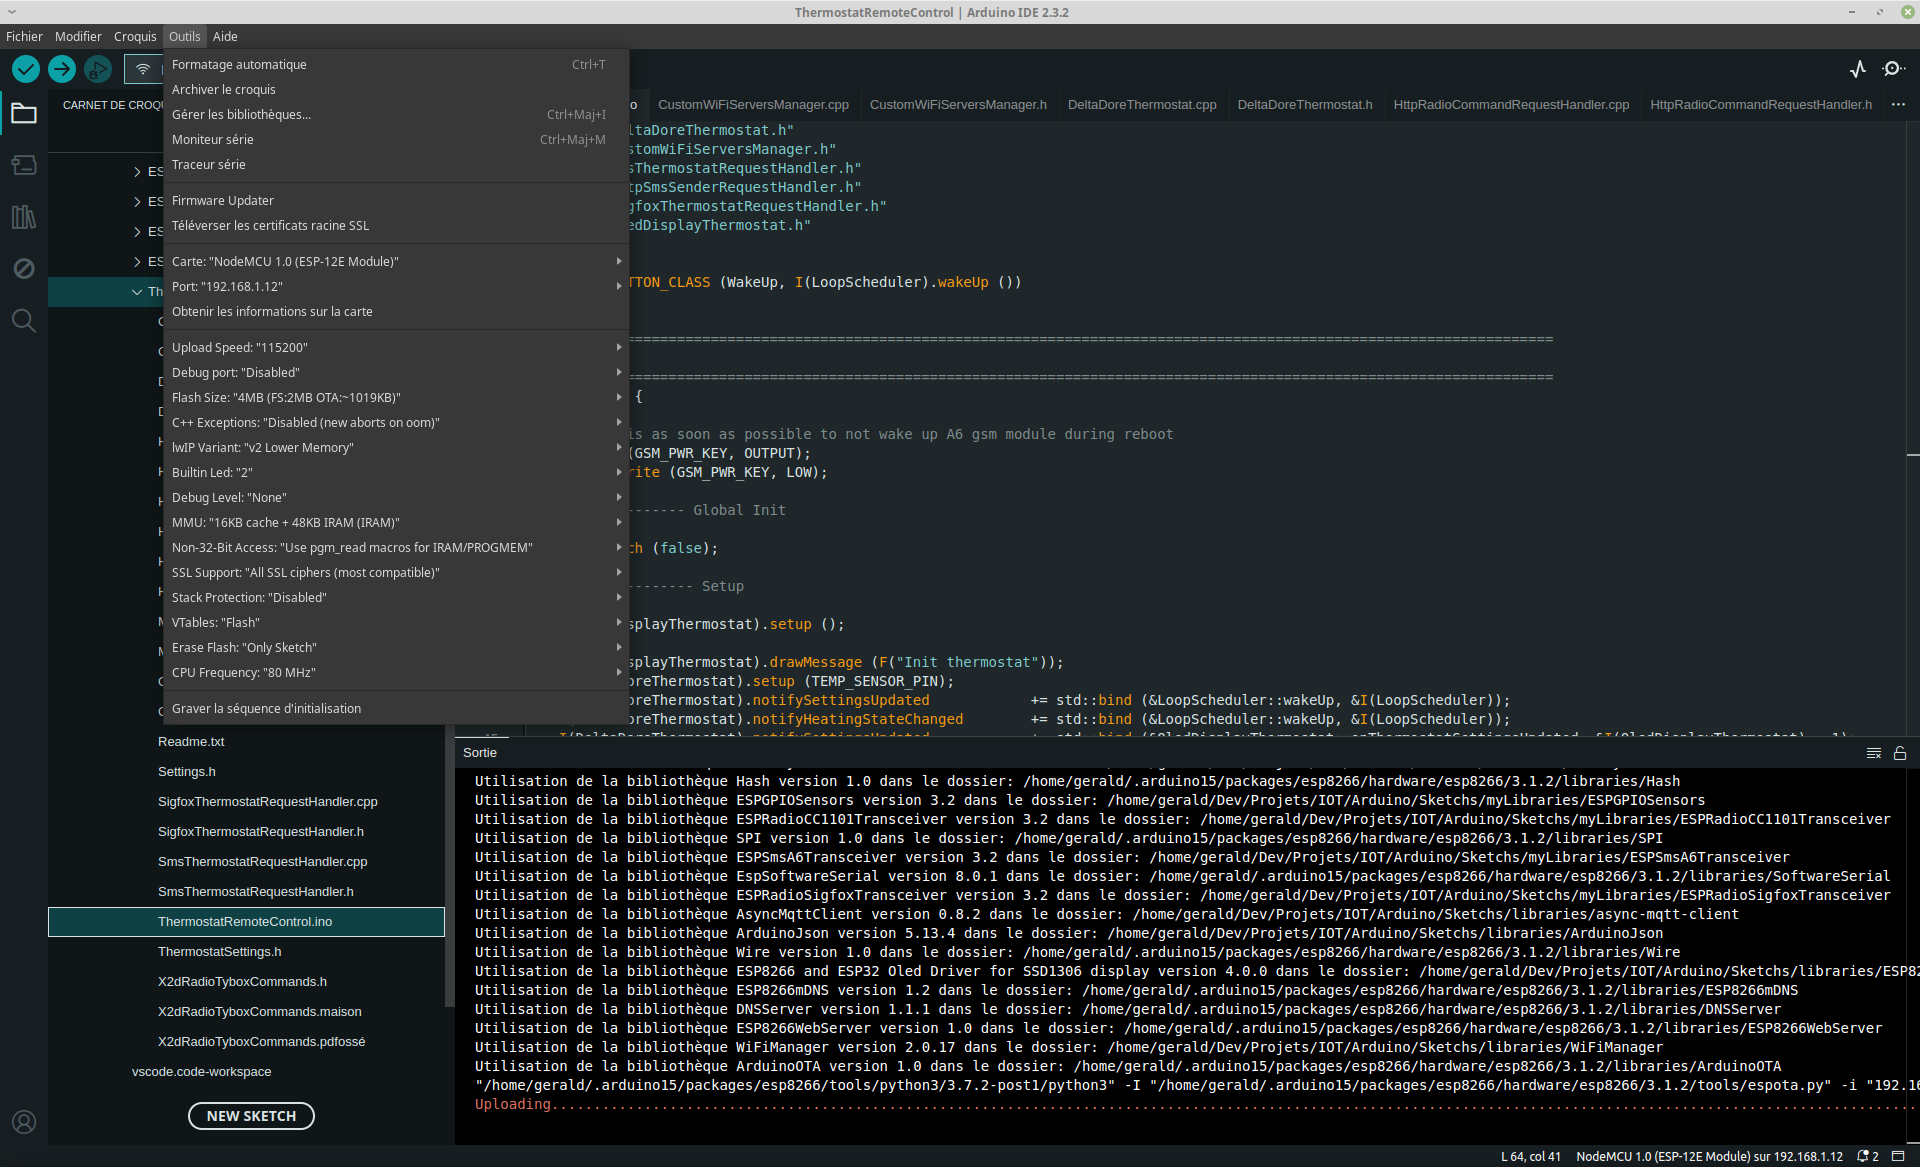 ThermostatRemoteControl | Arduino IDE 2.3.2
Fichier Modifier Croquis Outils Aide
CARNET DE CROQU
Formatage automatique Ctrl+T
Archiver le croquis
Gérer les bibliothèques... Ctrl+Maj+I
Moniteur série Ctrl+Maj+M
Traceur série
Firmware Updater
Téléverser les certificats racine SSL
Carte: "NodeMCU 1.0 (ESP-12E Module)"
Port: "192.168.1.12"
Obtenir les informations sur la carte
Upload Speed: "115200"
Debug port: "Disabled"
Flash Size: "4MB (FS:2MB OTA:~1019KB)"
C++ Exceptions: "Disabled (new aborts on oom)"
lwIP Variant: "v2 Lower Memory"
Builtin Led: "2"
Debug Level: "None"
MMU: "16KB cache + 48KB IRAM (IRAM)"
Non-32-Bit Access: "Use pgm_read macros for IRAM/PROGMEM"
SSL Support: "All SSL ciphers (most compatible)"
Stack Protection: "Disabled"
VTables: "Flash"
Erase Flash: "Only Sketch"
CPU Frequency: "80 MHz"
Graver la séquence d'initialisation
ES
ES
ES
ES
Th
Readme.txt
Settings.h
SigfoxThermostatRequestHandler.cpp
SigfoxThermostatRequestHandler.h
SmsThermostatRequestHandler.cpp
SmsThermostatRequestHandler.h
ThermostatRemoteControl.ino
ThermostatSettings.h
X2dRadioTyboxCommands.h
X2dRadioTyboxCommands.maison
X2dRadioTyboxCommands.pdfossé
vscode.code-workspace
NEW SKETCH
o CustomWiFiServersManager.cpp CustomWiFiServersManager.h DeltaDoreThermostat.cpp DeltaDoreThermostat.h HttpRadioCommandRequestHandler.cpp HttpRadioCommandRequestHandler.h ...
ltaDoreThermostat.h"
stomWiFiServersManager.h"
sThermostatRequestHandler.h"
tpSmsSenderRequestHandler.h"
gfoxThermostatRequestHandler.h"
edDisplayThermostat.h"
TTON_CLASS (WakeUp, I(LoopScheduler).wakeUp ())
==============================================================================================================
==============================================================================================================
{
is as soon as possible to not wake up A6 gsm module during reboot
(GSM_PWR_KEY, OUTPUT);
rite (GSM_PWR_KEY, LOW);
------- Global Init
ch (false);
-------- Setup
splayThermostat).setup ();
splayThermostat).drawMessage (F("Init thermostat"));
oreThermostat).setup (TEMP_SENSOR_PIN);
oreThermostat).notifySettingsUpdated += std::bind (&LoopScheduler::wakeUp, &I(LoopScheduler));
oreThermostat).notifyHeatingStateChanged += std::bind (&LoopScheduler::wakeUp, &I(LoopScheduler));
Sortie
Utilisation de la bibliothèque Hash version 1.0 dans le dossier: /home/gerald/.arduino15/packages/esp8266/hardware/esp8266/3.1.2/libraries/Hash
Utilisation de la bibliothèque ESPGPIOSensors version 3.2 dans le dossier: /home/gerald/Dev/Projets/IOT/Arduino/Sketchs/myLibraries/ESPGPIOSensors
Utilisation de la bibliothèque ESPRadioCC1101Transceiver version 3.2 dans le dossier: /home/gerald/Dev/Projets/IOT/Arduino/Sketchs/myLibraries/ESPRadioCC1101Transceiver
Utilisation de la bibliothèque SPI version 1.0 dans le dossier: /home/gerald/.arduino15/packages/esp8266/hardware/esp8266/3.1.2/libraries/SPI
Utilisation de la bibliothèque ESPSmsA6Transceiver version 3.2 dans le dossier: /home/gerald/Dev/Projets/IOT/Arduino/Sketchs/myLibraries/ESPSmsA6Transceiver
Utilisation de la bibliothèque EspSoftwareSerial version 8.0.1 dans le dossier: /home/gerald/.arduino15/packages/esp8266/hardware/esp8266/3.1.2/libraries/SoftwareSerial
Utilisation de la bibliothèque ESPRadioSigfoxTransceiver version 3.2 dans le dossier: /home/gerald/Dev/Projets/IOT/Arduino/Sketchs/myLibraries/ESPRadioSigfoxTransceiver
Utilisation de la bibliothèque AsyncMqttClient version 0.8.2 dans le dossier: /home/gerald/Dev/Projets/IOT/Arduino/Sketchs/libraries/async-mqtt-client
Utilisation de la bibliothèque ArduinoJson version 5.13.4 dans le dossier: /home/gerald/Dev/Projets/IOT/Arduino/Sketchs/libraries/ArduinoJson
Utilisation de la bibliothèque Wire version 1.0 dans le dossier: /home/gerald/.arduino15/packages/esp8266/hardware/esp8266/3.1.2/libraries/Wire
Utilisation de la bibliothèque ESP8266 and ESP32 Oled Driver for SSD1306 display version 4.0.0 dans le dossier: /home/gerald/Dev/Projets/IOT/Arduino/Sketchs/libraries/ESP82
Utilisation de la bibliothèque ESP8266mDNS version 1.2 dans le dossier: /home/gerald/.arduino15/packages/esp8266/hardware/esp8266/3.1.2/libraries/ESP8266mDNS
Utilisation de la bibliothèque DNSServer version 1.1.1 dans le dossier: /home/gerald/.arduino15/packages/esp8266/hardware/esp8266/3.1.2/libraries/DNSServer
Utilisation de la bibliothèque ESP8266WebServer version 1.0 dans le dossier: /home/gerald/.arduino15/packages/esp8266/hardware/esp8266/3.1.2/libraries/ESP8266WebServer
Utilisation de la bibliothèque WiFiManager version 2.0.17 dans le dossier: /home/gerald/Dev/Projets/IOT/Arduino/Sketchs/libraries/WiFiManager
Utilisation de la bibliothèque ArduinoOTA version 1.0 dans le dossier: /home/gerald/.arduino15/packages/esp8266/hardware/esp8266/3.1.2/libraries/ArduinoOTA
"/home/gerald/.arduino15/packages/esp8266/tools/python3/3.7.2-post1/python3" -I "/home/gerald/.arduino15/packages/esp8266/hardware/esp8266/3.1.2/tools/espota.py" -i "192.16
Uploading................................................................................
L 64, col 41 NodeMCU 1.0 (ESP-12E Module) sur 192.168.1.12 2